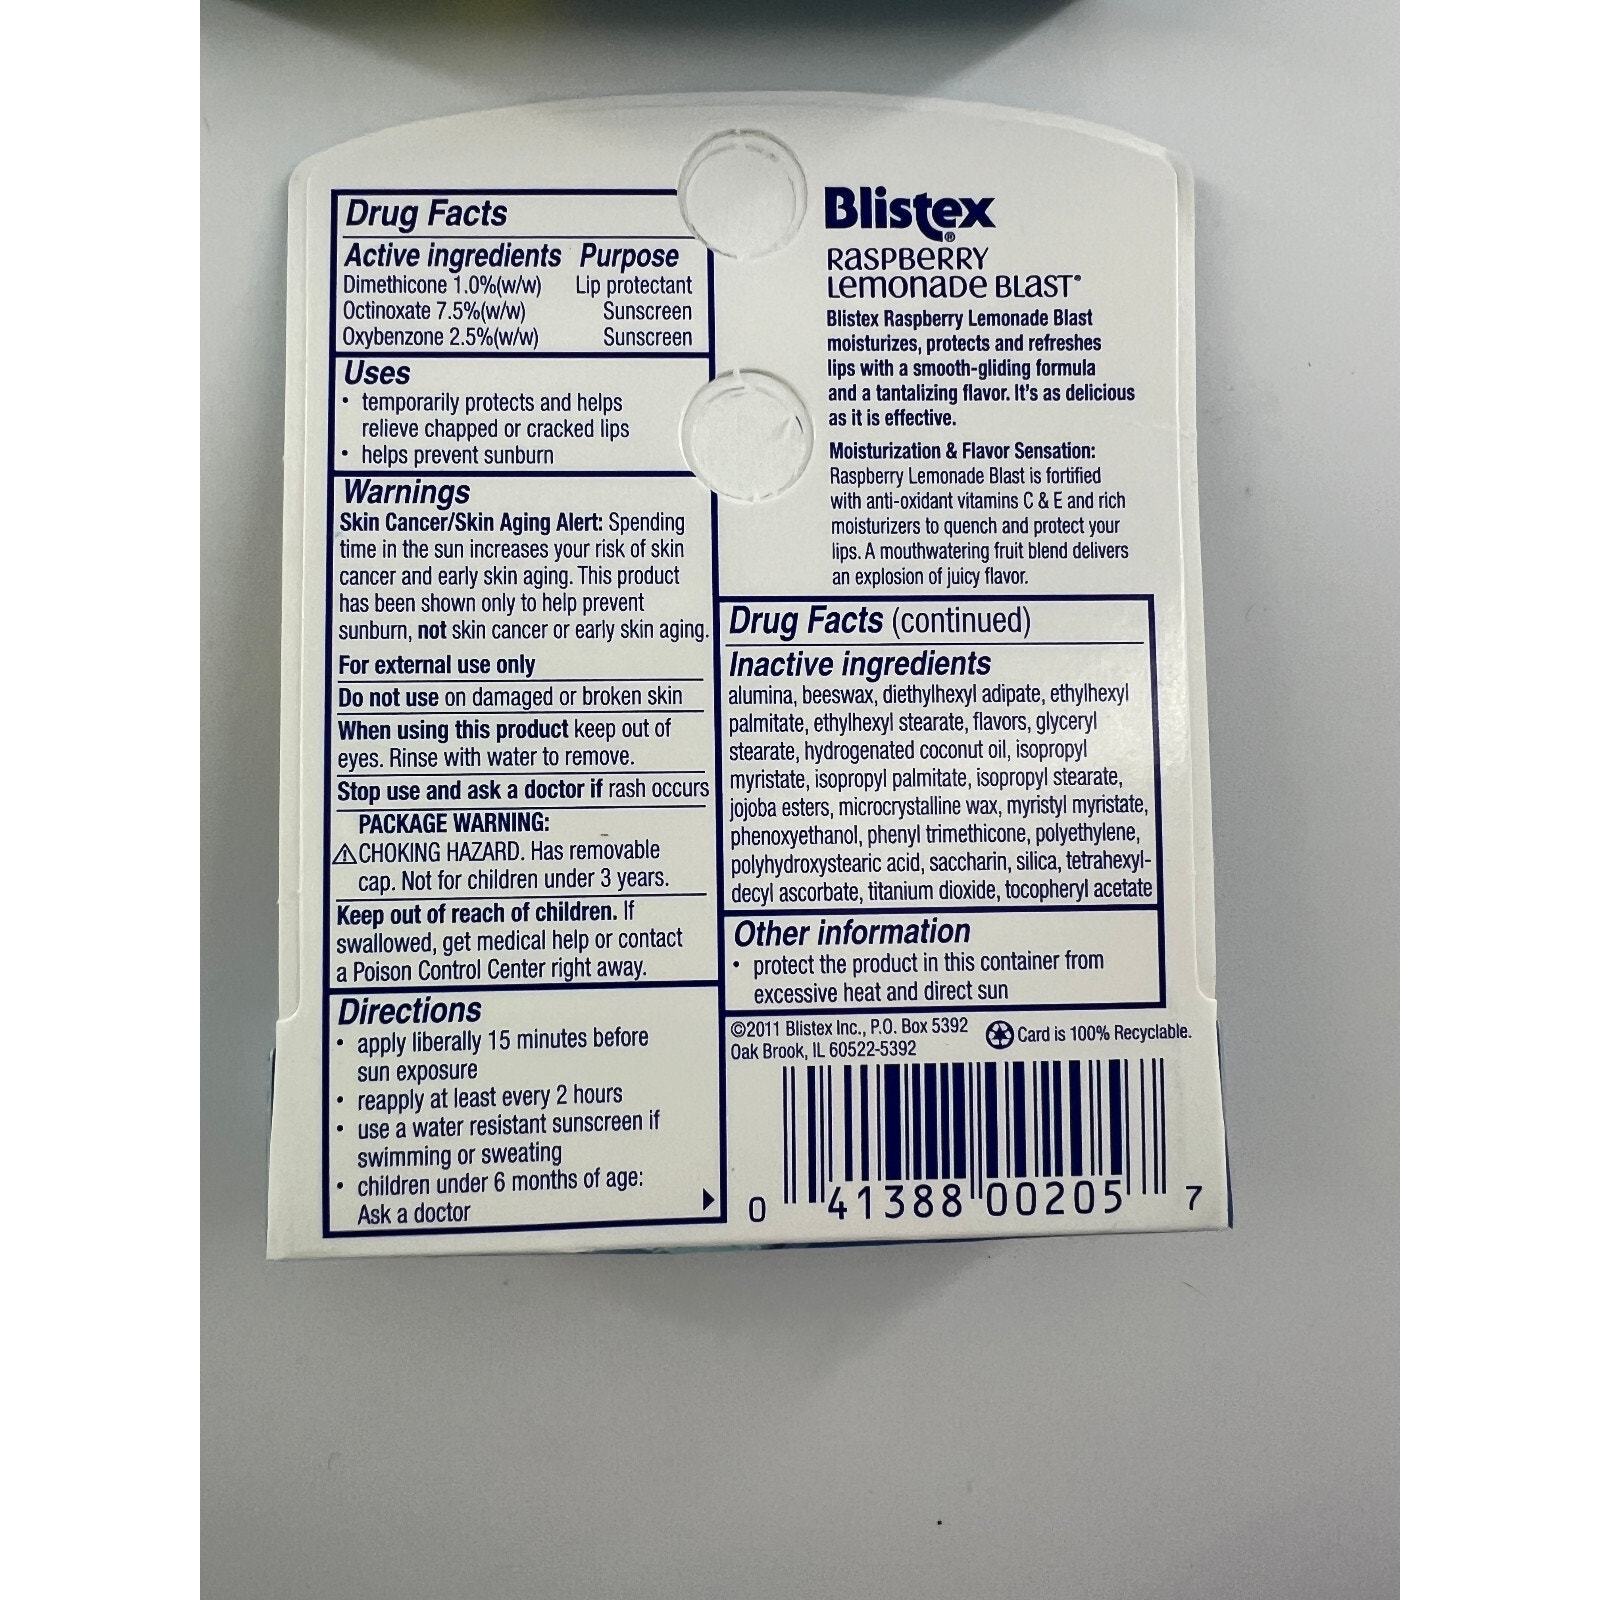 Drug Facts
Active ingredients Purpose
Dimethicone 1.0%(w/w) Lip protectant
Octinoxate 7.5%(w/w) Sunscreen
Oxybenzone 2.5%(w/w) Sunscreen
Uses
• temporarily protects and helps
relieve chapped or cracked lips
• helps prevent sunburn
Warnings
Skin Cancer/Skin Aging Alert: Spending
time in the sun increases your risk of skin
cancer and early skin aging. This product
has been shown only to help prevent
sunburn, not skin cancer or early skin aging.
For external use only
Do not use on damaged or broken skin
When using this product keep out of
eyes. Rinse with water to remove.
Stop use and ask a doctor if rash occurs
PACKAGE WARNING:
⚠CHOKING HAZARD. Has removable
cap. Not for children under 3 years.
Keep out of reach of children. If
swallowed, get medical help or contact
a Poison Control Center right away.
Directions
• apply liberally 15 minutes before
sun exposure
• reapply at least every 2 hours
• use a water resistant sunscreen if
swimming or sweating
• children under 6 months of age:
Ask a doctor
Blistex®
RASPBERRY
LEMONADE BLAST®
Blistex Raspberry Lemonade Blast
moisturizes, protects and refreshes
lips with a smooth-gliding formula
and a tantalizing flavor. It's as delicious
as it is effective.
Moisturization & Flavor Sensation:
Raspberry Lemonade Blast is fortified
with anti-oxidant vitamins C & E and rich
moisturizers to quench and protect your
lips. A mouthwatering fruit blend delivers
an explosion of juicy flavor.
Drug Facts (continued)
Inactive ingredients
alumina, beeswax, diethylhexyl adipate, ethylhexyl
palmitate, ethylhexyl stearate, flavors, glyceryl
stearate, hydrogenated coconut oil, isopropyl
myristate, isopropyl palmitate, isopropyl stearate,
jojoba esters, microcrystalline wax, myristyl myristate,
phenoxyethanol, phenyl trimethicone, polyethylene,
polyhydroxystearic acid, saccharin, silica, tetrahexyl-
decyl ascorbate, titanium dioxide, tocopheryl acetate
Other information
• protect the product in this container from
excessive heat and direct sun
©2011 Blistex Inc., P.O. Box 5392
Oak Brook, IL 60522-5392
Card is 100% Recyclable.
0 41388 00205 7